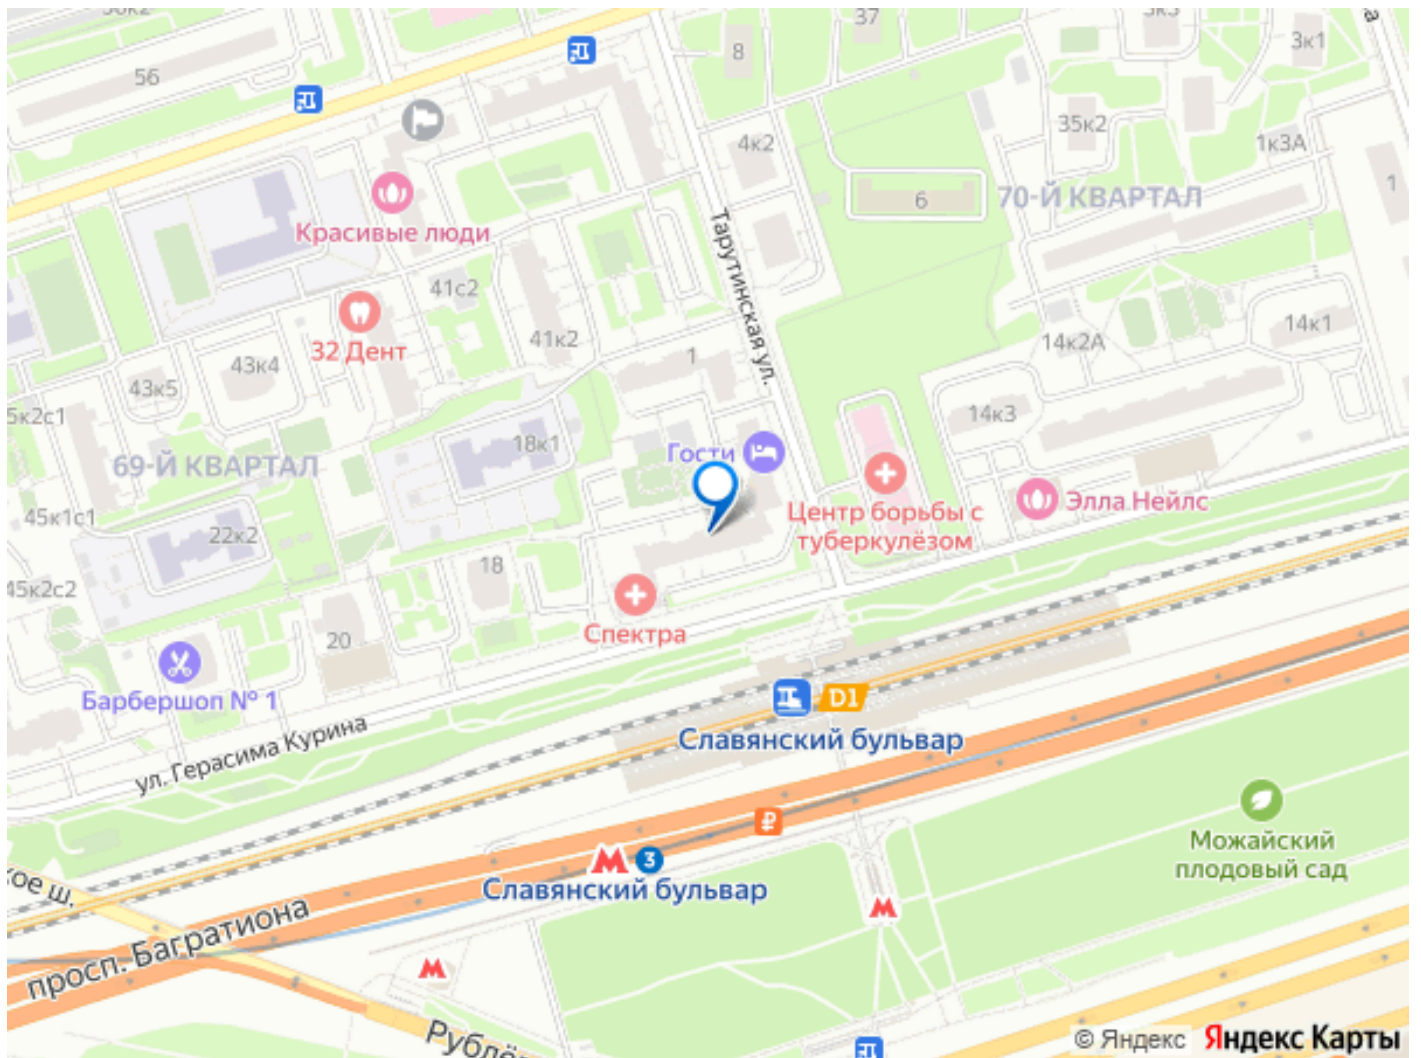 37
8
56
3к1
35к2
4к2
1к3А
1
6
70-Й КВАРТАЛ
Красивые люди
Тарутинская ул.
41с2
32 Дент
41к2
43к4
43к5
1
14к1
14к2А
14к3
5к2с1
18к1
Гости
69-Й КВАРТАЛ
Центр борьбы с
туберкулёзом
Элла Нейлс
45к1с1
22к2
18
45к2с2
20
Спектра
Барбершоп № 1
ул. Герасима Курина
D1
Славянский бульвар
₽
Можайский
плодовый сад
М 3
Славянский бульвар
кое ш.
просп. Багратиона
М
М
Рублё
© Яндекс Яндекс Карты